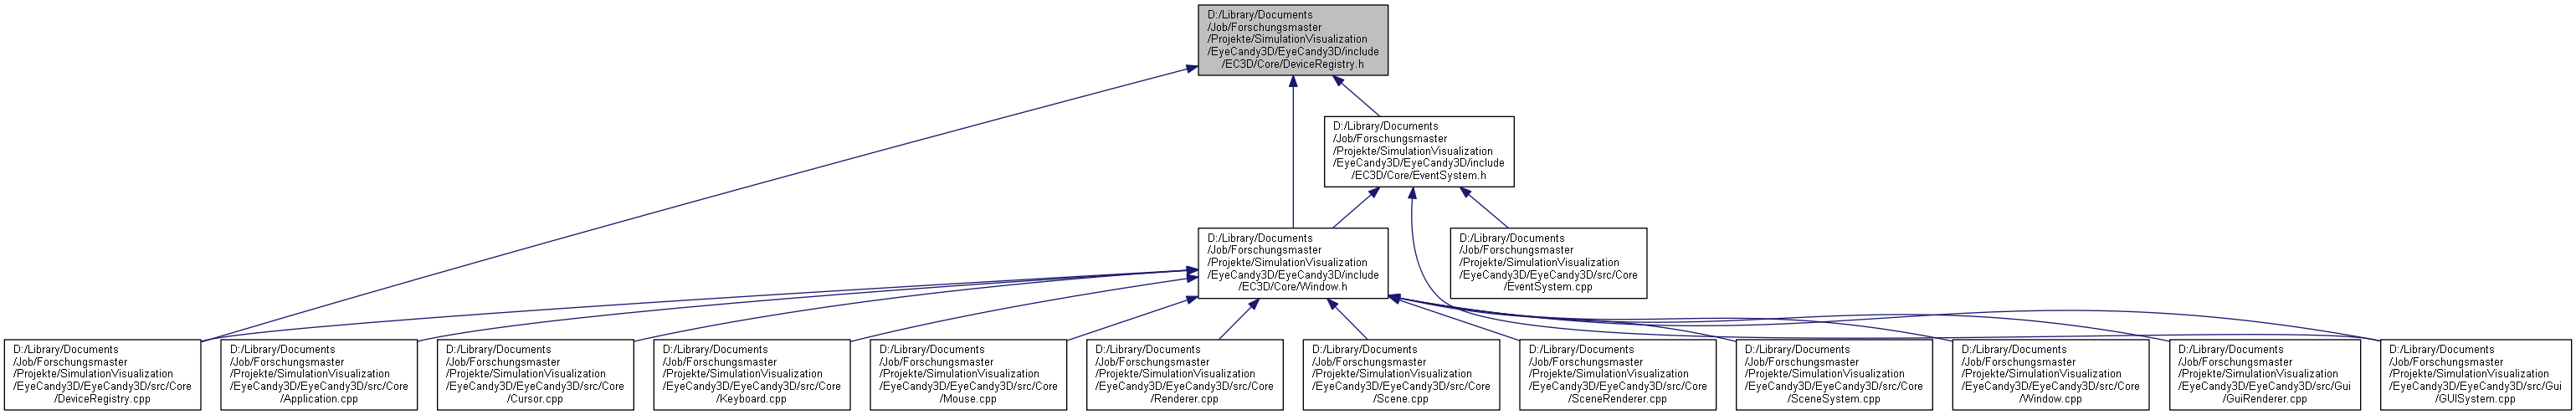 D:/Library/Documents
/Job/Forschungsmaster
/Projekte/SimulationVisualization
/EyeCandy3D/EyeCandy3D/include
/EC3D/Core/DeviceRegistry.h
D:/Library/Documents
/Job/Forschungsmaster
/Projekte/SimulationVisualization
/EyeCandy3D/EyeCandy3D/include
/EC3D/Core/EventSystem.h
D:/Library/Documents
/Job/Forschungsmaster
/Projekte/SimulationVisualization
/EyeCandy3D/EyeCandy3D/include
/EC3D/Core/Window.h
D:/Library/Documents
/Job/Forschungsmaster
/Projekte/SimulationVisualization
/EyeCandy3D/EyeCandy3D/src/Core
/EventSystem.cpp
D:/Library/Documents
/Job/Forschungsmaster
/Projekte/SimulationVisualization
/EyeCandy3D/EyeCandy3D/src/Core
/DeviceRegistry.cpp
D:/Library/Documents
/Job/Forschungsmaster
/Projekte/SimulationVisualization
/EyeCandy3D/EyeCandy3D/src/Core
/Application.cpp
D:/Library/Documents
/Job/Forschungsmaster
/Projekte/SimulationVisualization
/EyeCandy3D/EyeCandy3D/src/Core
/Cursor.cpp
D:/Library/Documents
/Job/Forschungsmaster
/Projekte/SimulationVisualization
/EyeCandy3D/EyeCandy3D/src/Core
/Keyboard.cpp
D:/Library/Documents
/Job/Forschungsmaster
/Projekte/SimulationVisualization
/EyeCandy3D/EyeCandy3D/src/Core
/Mouse.cpp
D:/Library/Documents
/Job/Forschungsmaster
/Projekte/SimulationVisualization
/EyeCandy3D/EyeCandy3D/src/Core
/Renderer.cpp
D:/Library/Documents
/Job/Forschungsmaster
/Projekte/SimulationVisualization
/EyeCandy3D/EyeCandy3D/src/Core
/Scene.cpp
D:/Library/Documents
/Job/Forschungsmaster
/Projekte/SimulationVisualization
/EyeCandy3D/EyeCandy3D/src/Core
/SceneRenderer.cpp
D:/Library/Documents
/Job/Forschungsmaster
/Projekte/SimulationVisualization
/EyeCandy3D/EyeCandy3D/src/Core
/SceneSystem.cpp
D:/Library/Documents
/Job/Forschungsmaster
/Projekte/SimulationVisualization
/EyeCandy3D/EyeCandy3D/src/Core
/Window.cpp
D:/Library/Documents
/Job/Forschungsmaster
/Projekte/SimulationVisualization
/EyeCandy3D/EyeCandy3D/src/Gui
/GuiRenderer.cpp
D:/Library/Documents
/Job/Forschungsmaster
/Projekte/SimulationVisualization
/EyeCandy3D/EyeCandy3D/src/Gui
/GUISystem.cpp